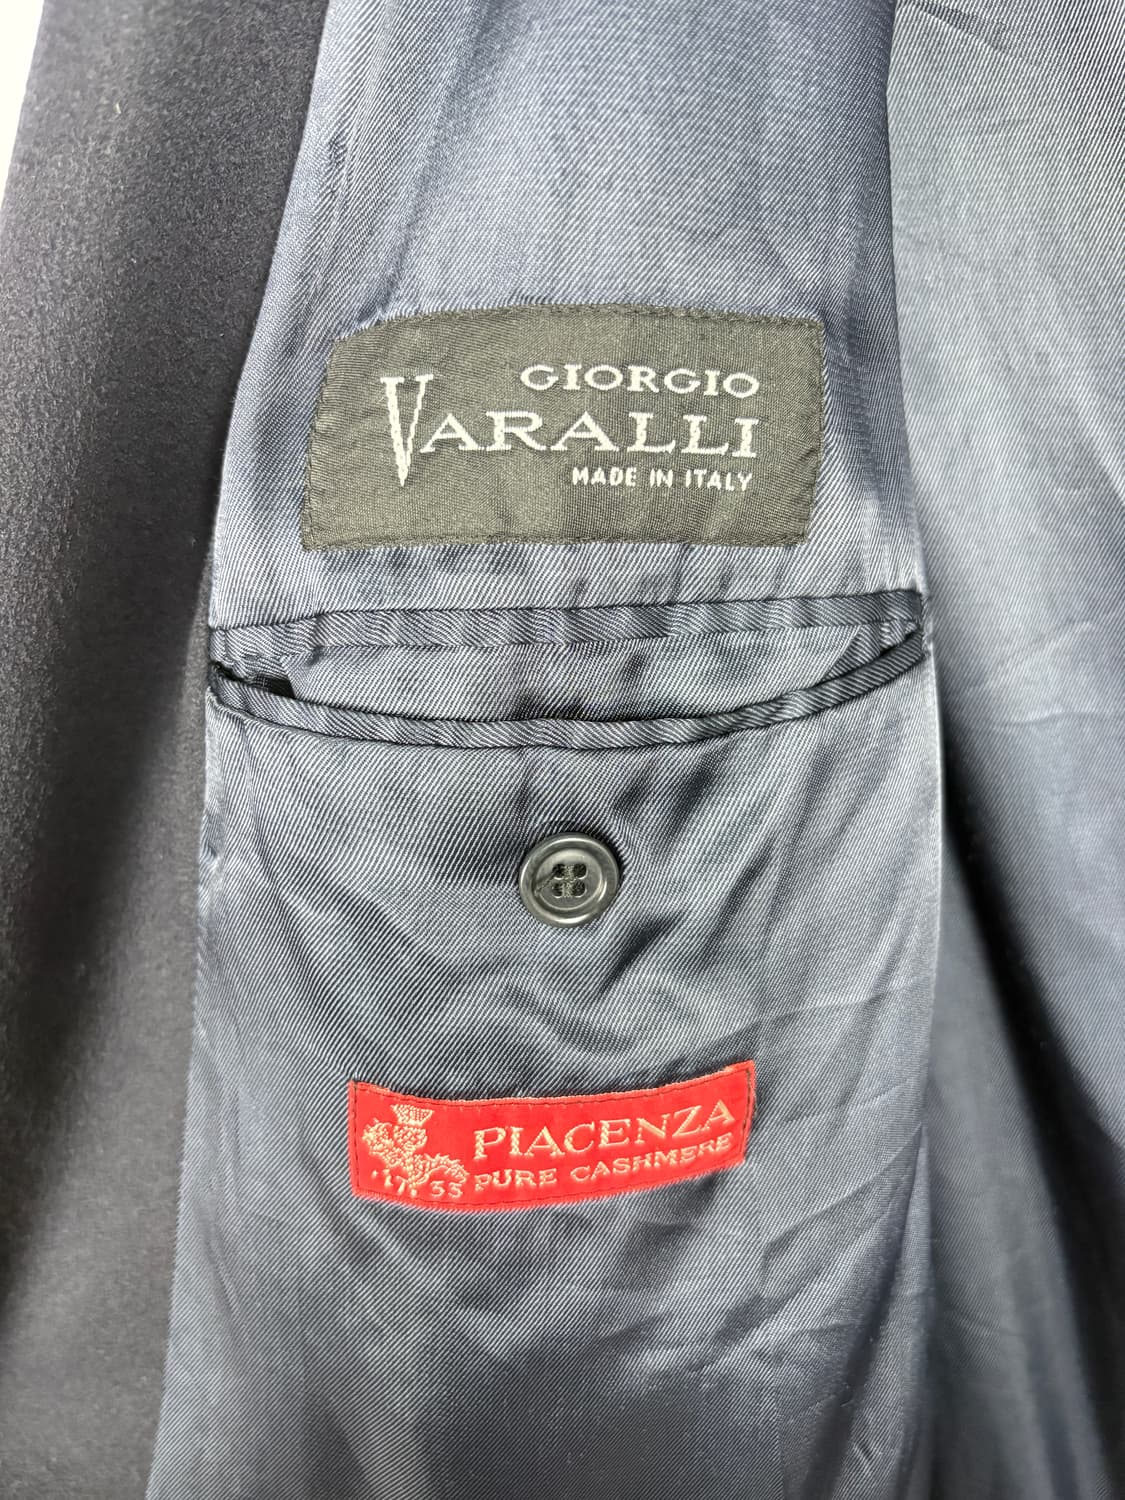 GIORGIO
VARALLI
MADE IN ITALY
PIACENZA
1733 PURE CASHMERE